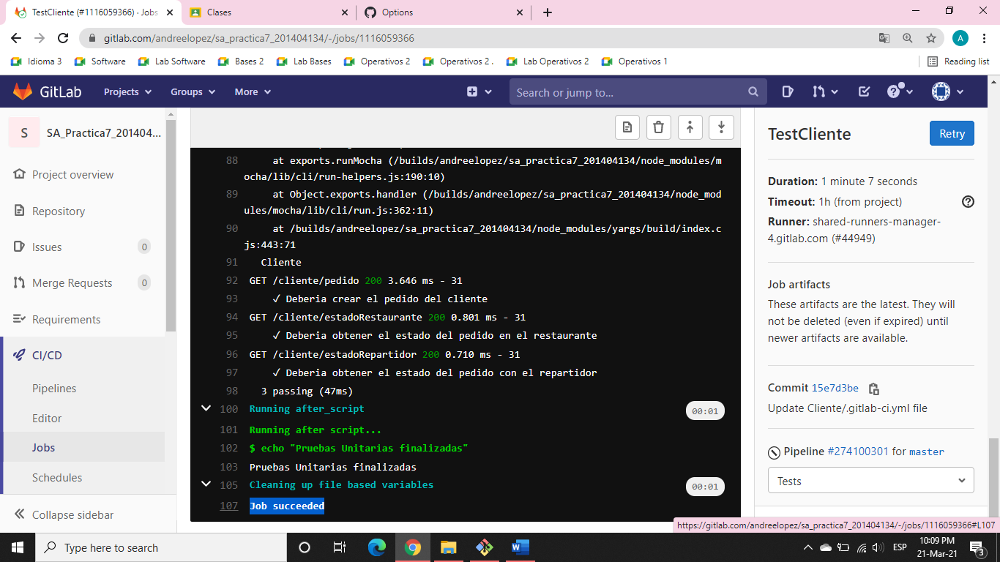 TestCliente (#1116059366) · Jobs
Clases
Options
gitlab.com/andreelopez/sa_practica7_201404134/-/jobs/1116059366
A
Idioma 3
Software
Lab Software
Bases 2
Lab Bases
Operativos 2
Operativos 2 .
Lab Operativos 2
Operativos 1
Reading list
GitLab
Projects
Groups
More
Search or jump to...
S
SA_Practica7_201404...
Project overview
Repository
Issues
0
Merge Requests
0
Requirements
CI/CD
Pipelines
Editor
Jobs
Schedules
Collapse sidebar
88 at exports.runMocha (/builds/andreelopez/sa_practica7_201404134/node_modules/m
ocha/lib/cli/run-helpers.js:190:10)
89 at Object.exports.handler (/builds/andreelopez/sa_practica7_201404134/node_mod
ules/mocha/lib/cli/run.js:362:11)
90 at /builds/andreelopez/sa_practica7_201404134/node_modules/yargs/build/index.c
js:443:71
91 Cliente
92 GET /cliente/pedido 200 3.646 ms - 31
93 ✓ Deberia crear el pedido del cliente
94 GET /cliente/estadoRestaurante 200 0.801 ms - 31
95 ✓ Deberia obtener el estado del pedido en el restaurante
96 GET /cliente/estadoRepartidor 200 0.710 ms - 31
97 ✓ Deberia obtener el estado del pedido con el repartidor
98 3 passing (47ms)
100 Running after_script 00:01
101 Running after script...
102 $ echo "Pruebas Unitarias finalizadas"
103 Pruebas Unitarias finalizadas
105 Cleaning up file based variables 00:01
107 Job succeeded
TestCliente
Retry
Duration: 1 minute 7 seconds
Timeout: 1h (from project)
Runner: shared-runners-manager-
4.gitlab.com (#44949)
Job artifacts
These artifacts are the latest. They will
not be deleted (even if expired) until
newer artifacts are available.
Commit 15e7d3be
Update Cliente/.gitlab-ci.yml file
Pipeline #274100301 for master
Tests
https://gitlab.com/andreelopez/sa_practica7_201404134/-/jobs/1116059366#L107
Type here to search
ESP
10:09 PM
21-Mar-21
3